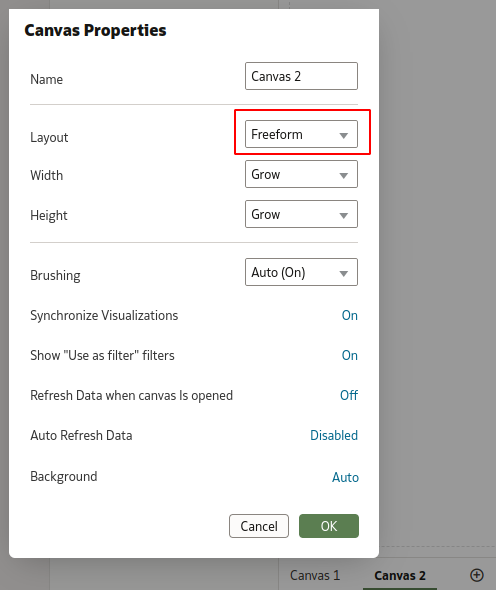 Canvas Properties
Name Canvas 2
Layout Freeform
Width Grow
Height Grow
Brushing Auto (On)
Synchronize Visualizations On
Show "Use as filter" filters On
Refresh Data when canvas Is opened Off
Auto Refresh Data Disabled
Background Auto
Cancel OK
Canvas 1 Canvas 2